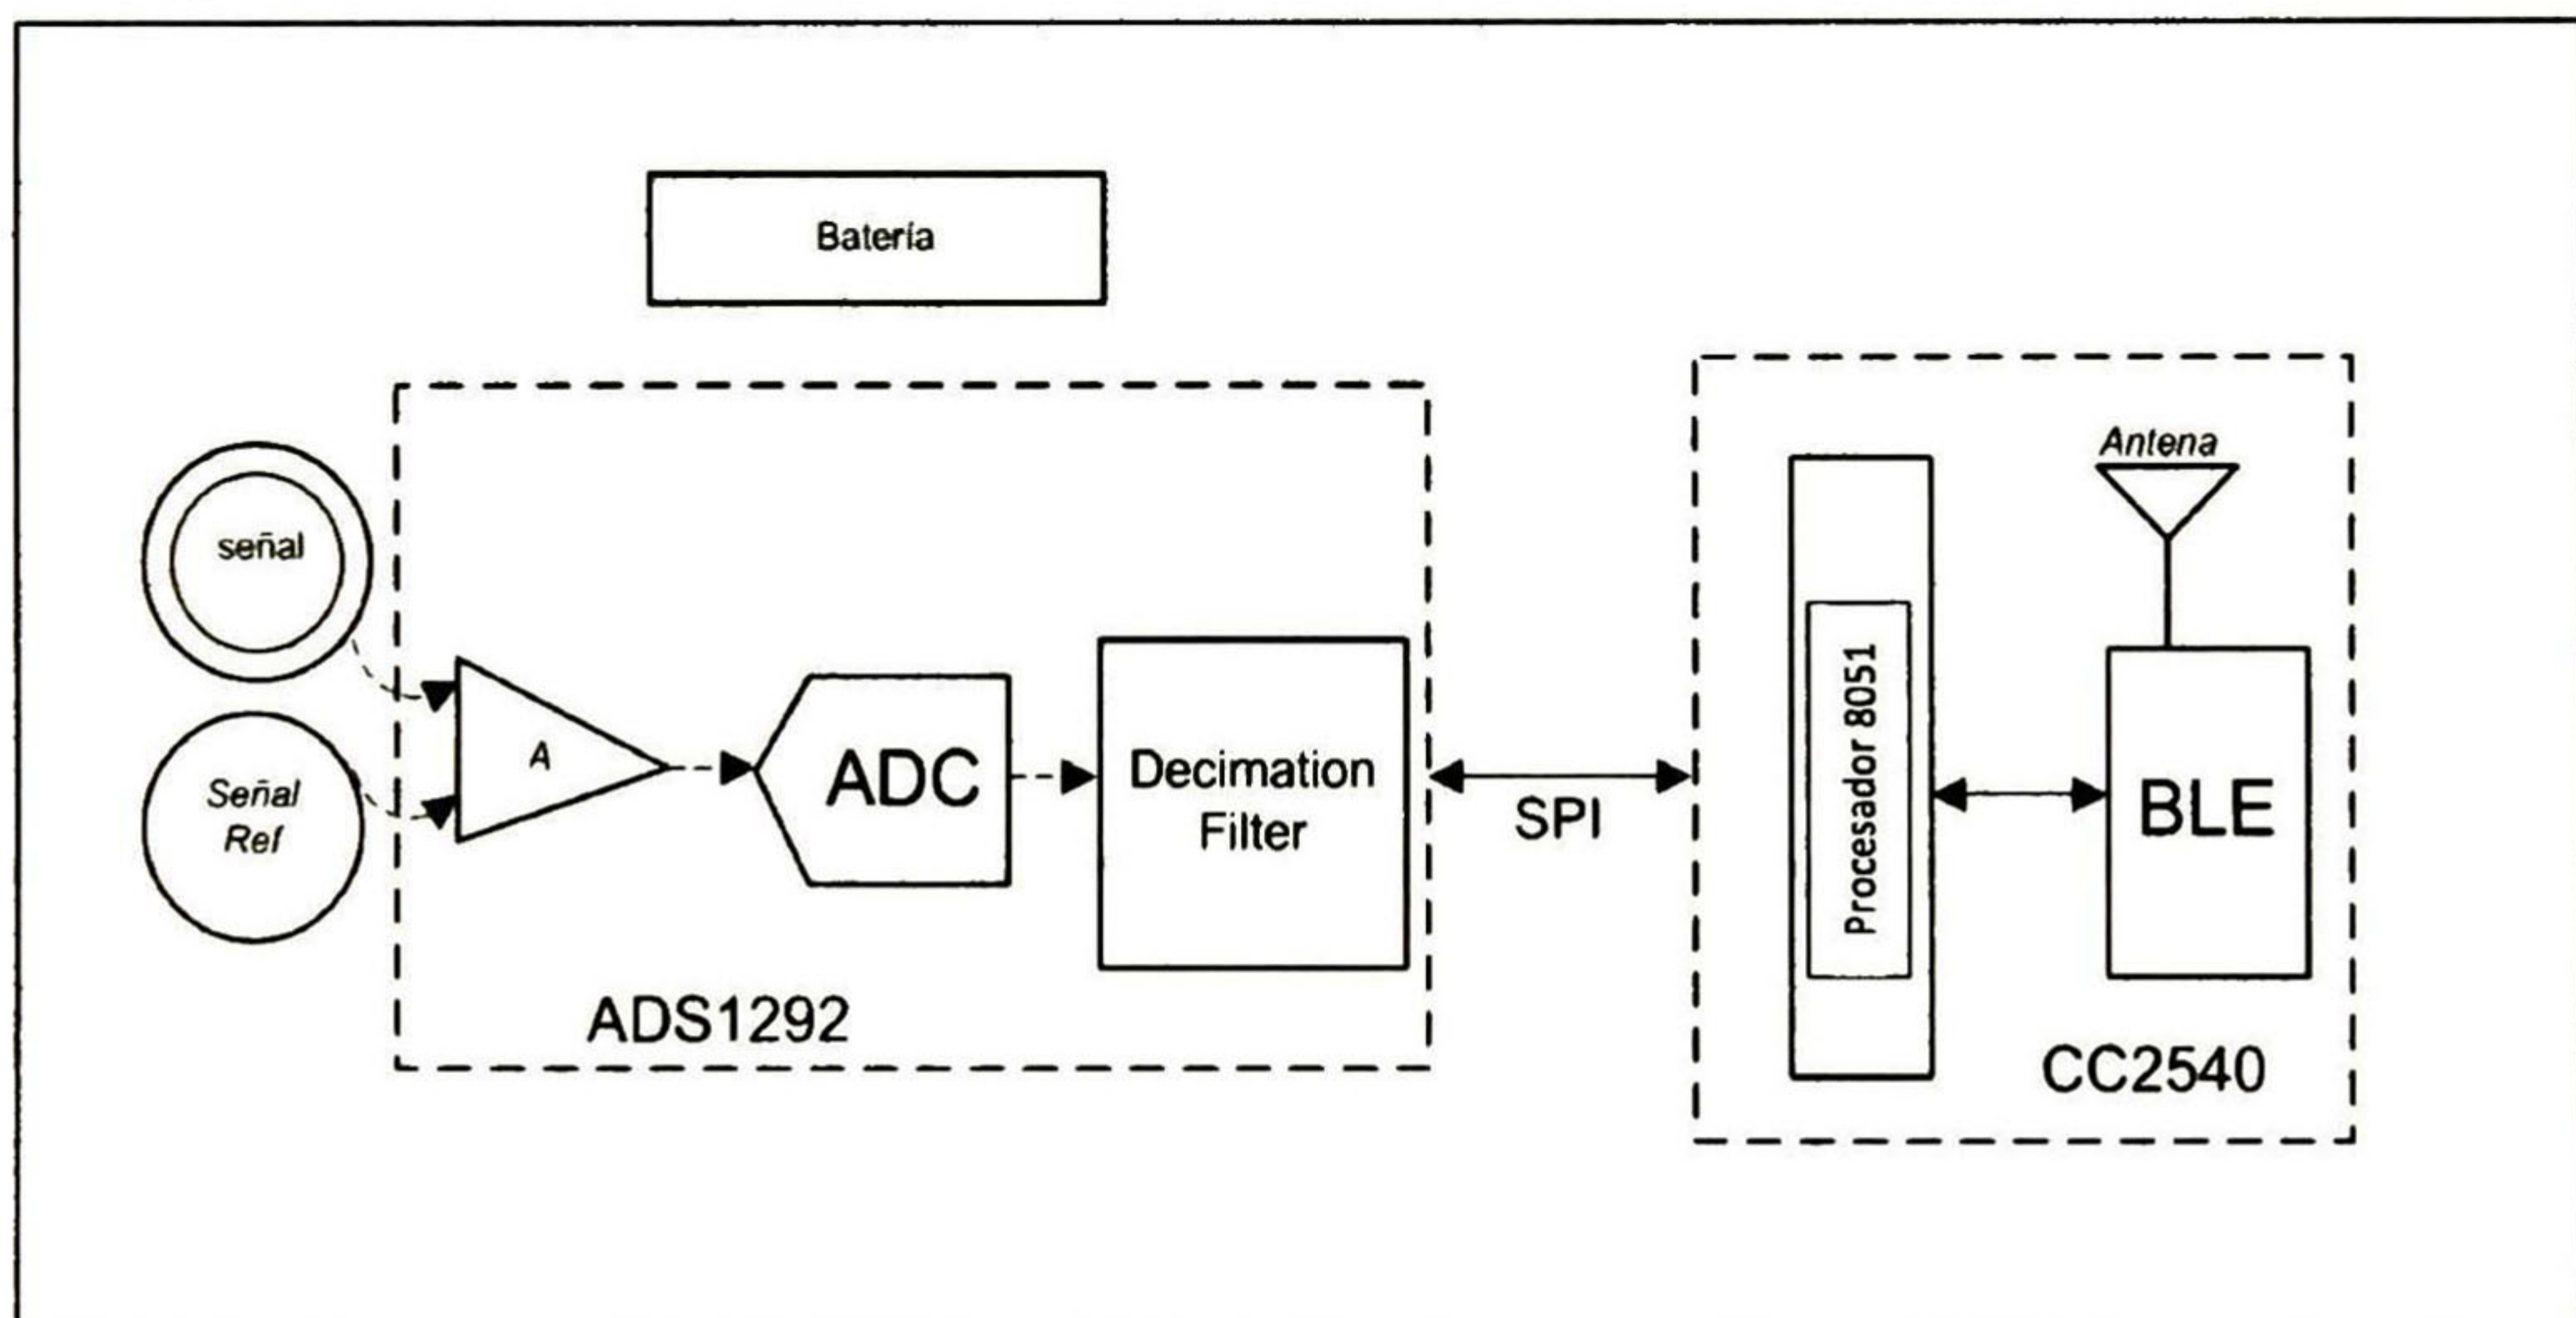 Batería
Antena
señal
Señal
Ref
A
ADC
Decimation
Filter
SPI
Procesador 8051
BLE
ADS1292
CC2540